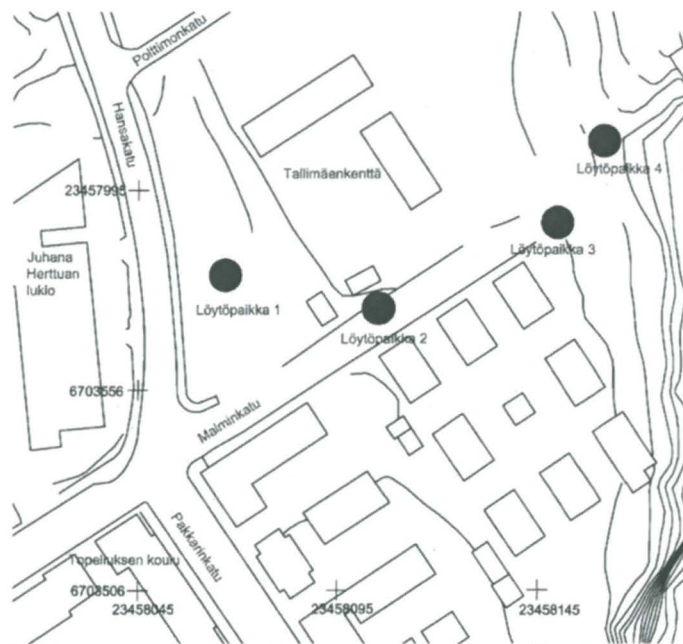 Polttimonkatu
Hansakatu
Tallimäenkenttä
Löytöpaikka 4
23457995
Juhana
Herttuan
luklo
Löytöpaikka 3
Löytöpaikka 1
Löytöpaikka 2
6703556
Malminkatu
Pakkarinkatu
Topeliuksen koulu
6703506
23458045
23458095
23458145